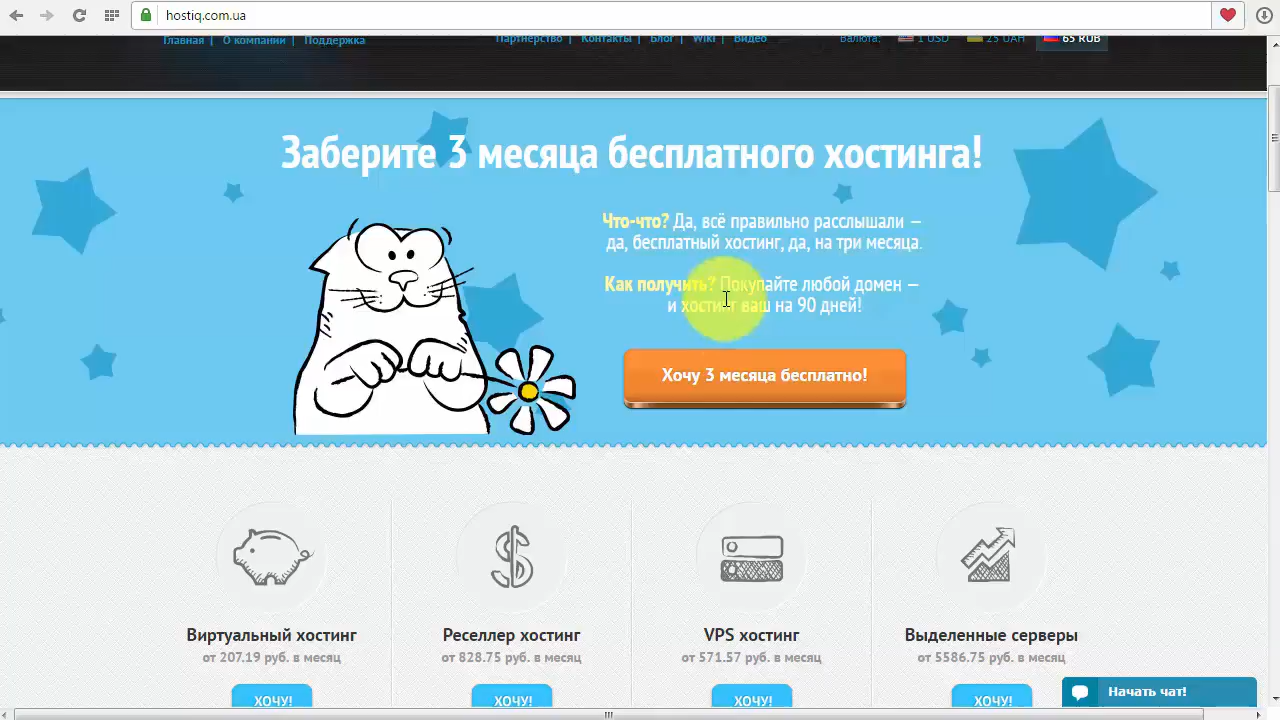 hostiq.com.ua
Главная | О компании | Поддержка
Партнерство | Контакты | Блог | Wiki | Видео
Валюта: 1 USD 25 UAH 65 RUB
Заберите 3 месяца бесплатного хостинга!
Что-что? Да, всё правильно расслышали —
да, бесплатный хостинг, да, на три месяца.
Как получить? Покупайте любой домен —
и хостинг ваш на 90 дней!
Хочу 3 месяца бесплатно!
Виртуальный хостинг
от 207.19 руб. в месяц
ХОЧУ!
Реселлер хостинг
от 828.75 руб. в месяц
ХОЧУ!
VPS хостинг
от 571.57 руб. в месяц
ХОЧУ!
Выделенные серверы
от 5586.75 руб. в месяц
ХОЧУ!
Начать чат!